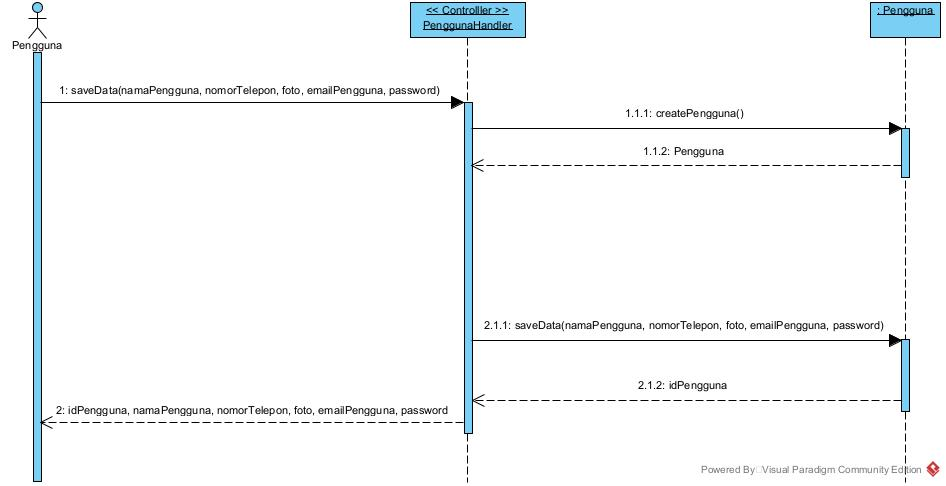 << Controlller >>
PenggunaHandler
: Pengguna
Pengguna
1: saveData(namaPengguna, nomorTelepon, foto, emailPengguna, password)
1.1.1: createPengguna()
1.1.2: Pengguna
2.1.1: saveData(namaPengguna, nomorTelepon, foto, emailPengguna, password)
2.1.2: idPengguna
2: idPengguna, namaPengguna, nomorTelepon, foto, emailPengguna, password
Powered By Visual Paradigm Community Edition